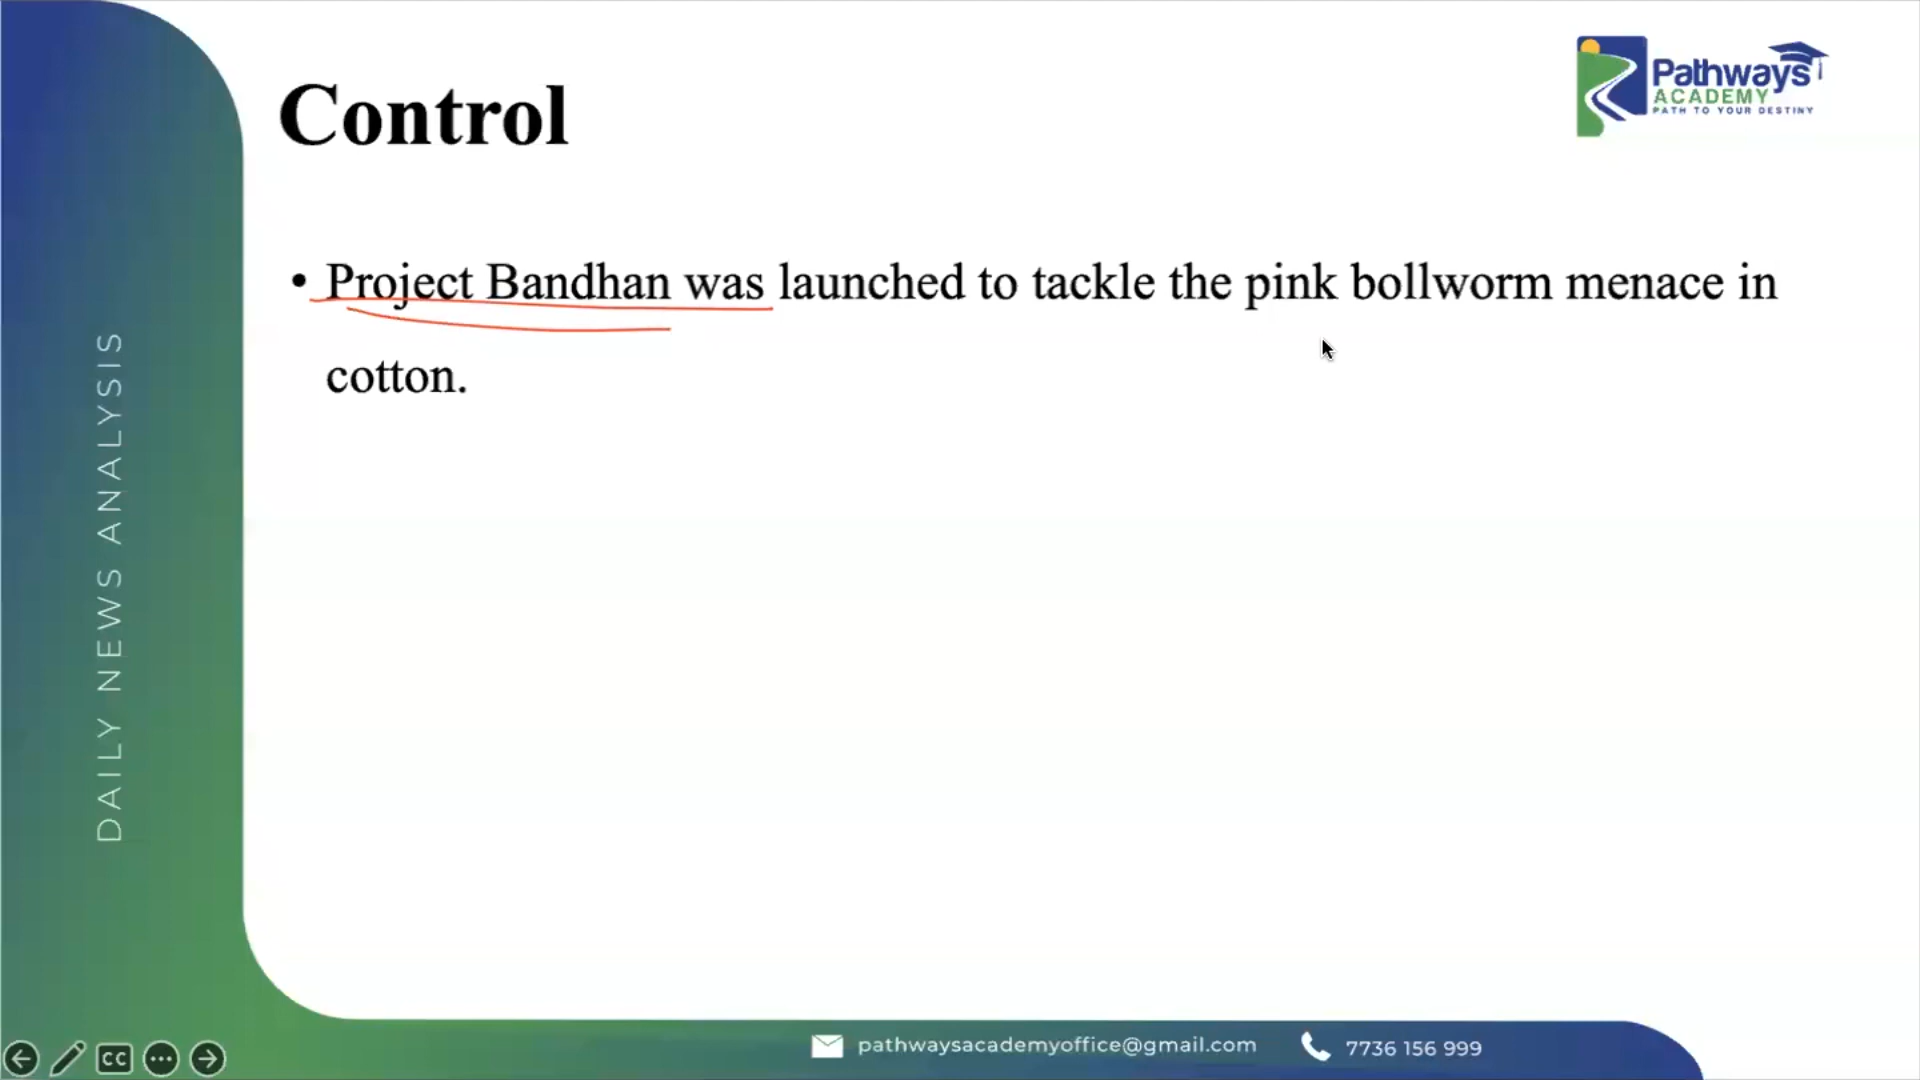 Control
Pathways
ACADEMY
PATH TO YOUR DESTINY
• Project Bandhan was launched to tackle the pink bollworm menace in
cotton.
DAILY NEWS ANALYSIS
CC
pathwaysacademyoffice@gmail.com
7736 156 999